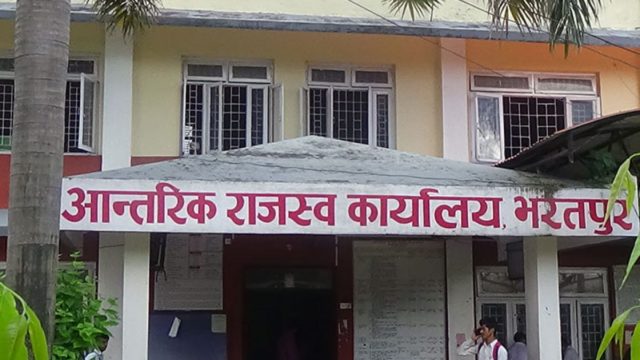 आन्तरिक राजस्व कार्यालय, भरतपुर